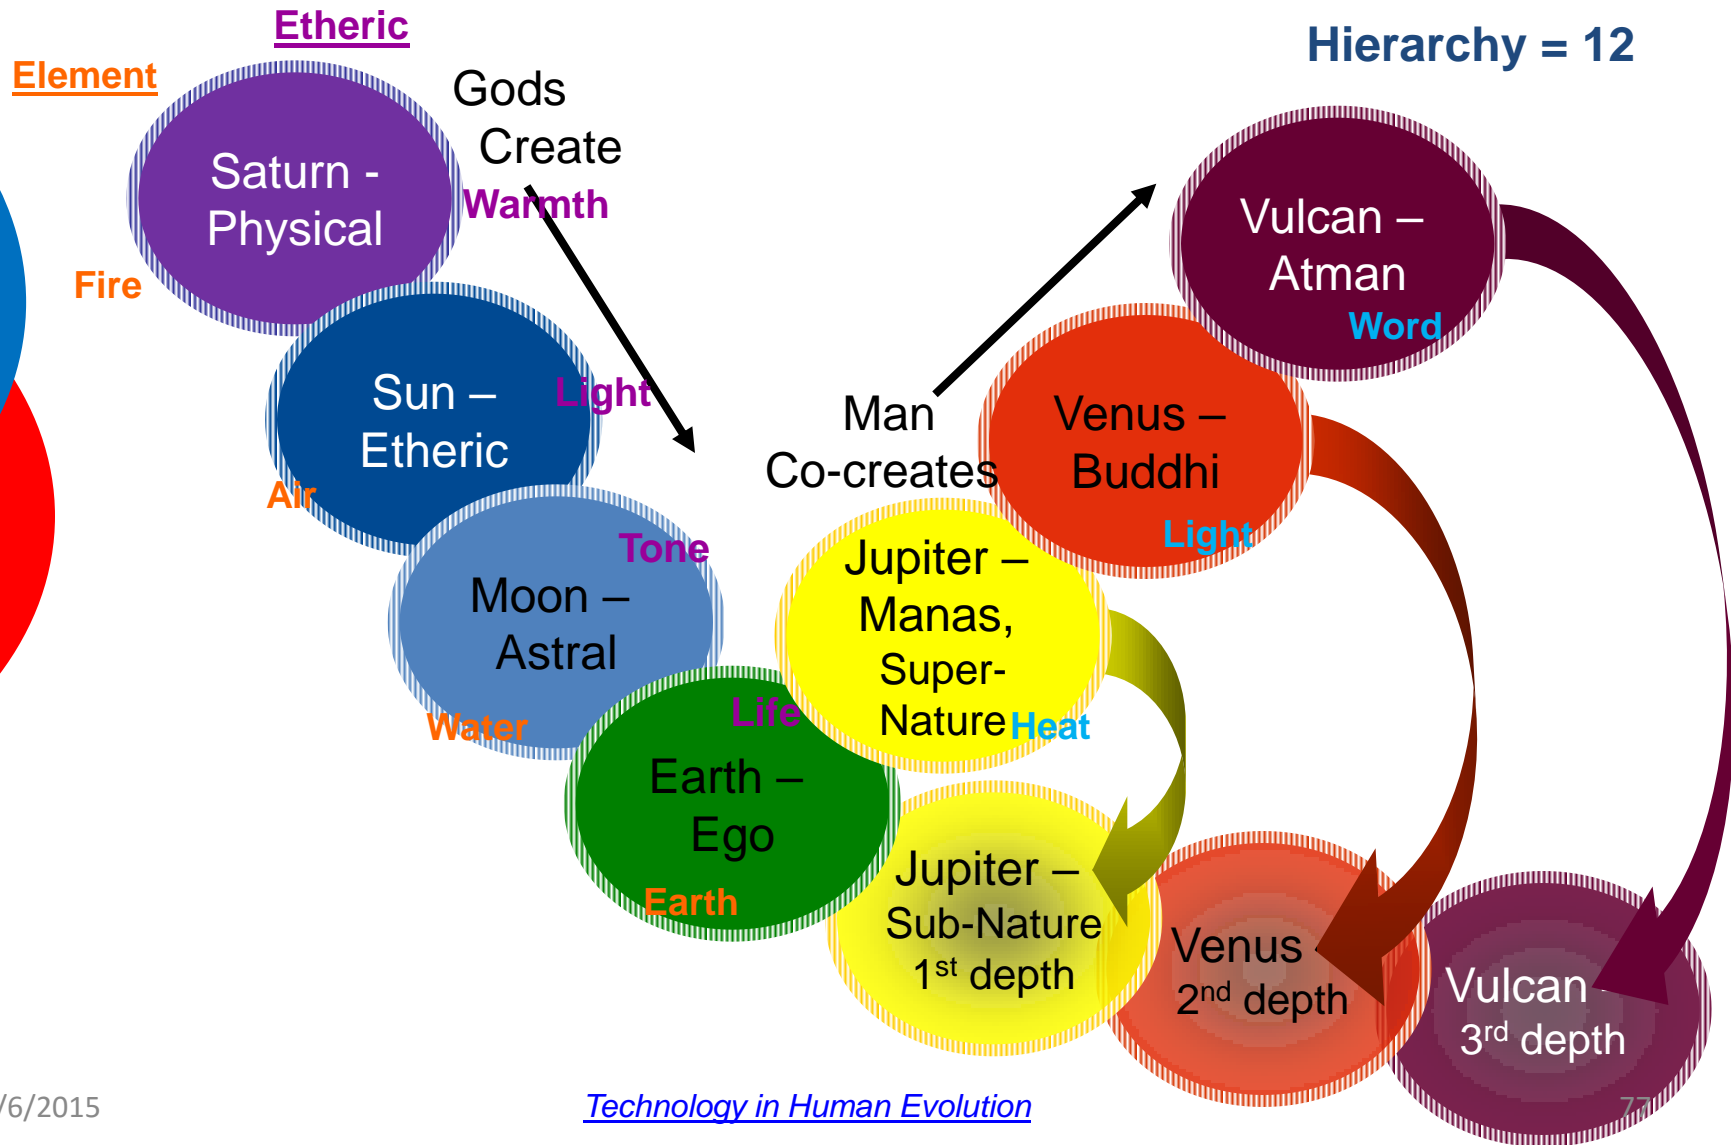 Etheric
Hierarchy = 12
Element
Gods
Create
Saturn -
Physical
Warmth
Fire
Vulcan –
Atman
Word
Sun –
Etheric
Light
Air
Man
Co-creates
Venus –
Buddhi
Light
Tone
Moon –
Astral
Water
Jupiter –
Manas,
Super-
Nature
Heat
Life
Earth –
Ego
Earth
Jupiter –
Sub-Nature
1st depth
Venus
2nd depth
Vulcan -
3rd depth
/6/2015
Technology in Human Evolution
77